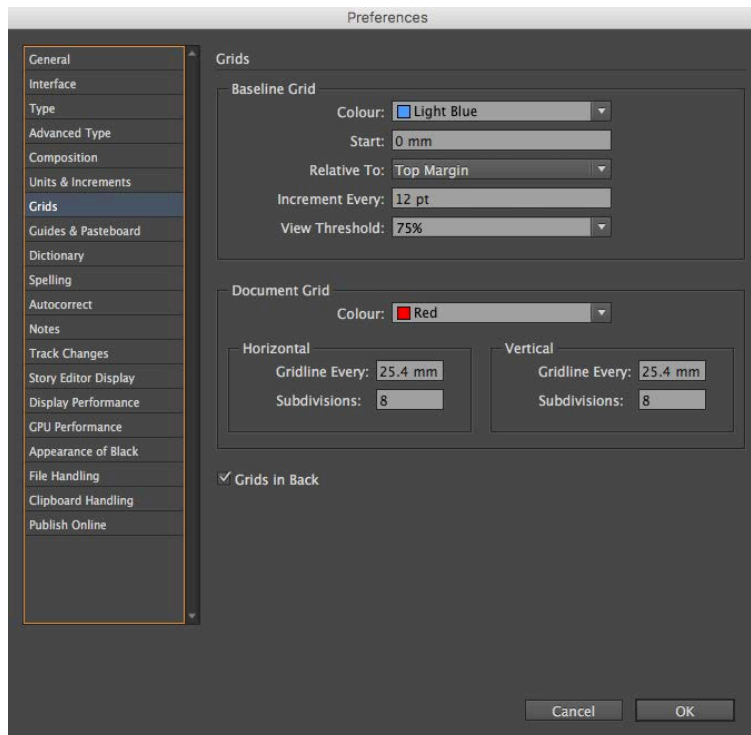 Preferences
General
Interface
Type
Advanced Type
Composition
Units & Increments
Grids
Guides & Pasteboard
Dictionary
Spelling
Autocorrect
Notes
Track Changes
Story Editor Display
Display Performance
GPU Performance
Appearance of Black
File Handling
Clipboard Handling
Publish Online
Grids
Baseline Grid
Colour: Light Blue
Start: 0 mm
Relative To: Top Margin
Increment Every: 12 pt
View Threshold: 75%
Document Grid
Colour: Red
Horizontal
Gridline Every: 25.4 mm
Subdivisions: 8
Vertical
Gridline Every: 25.4 mm
Subdivisions: 8
Grids in Back
Cancel
OK